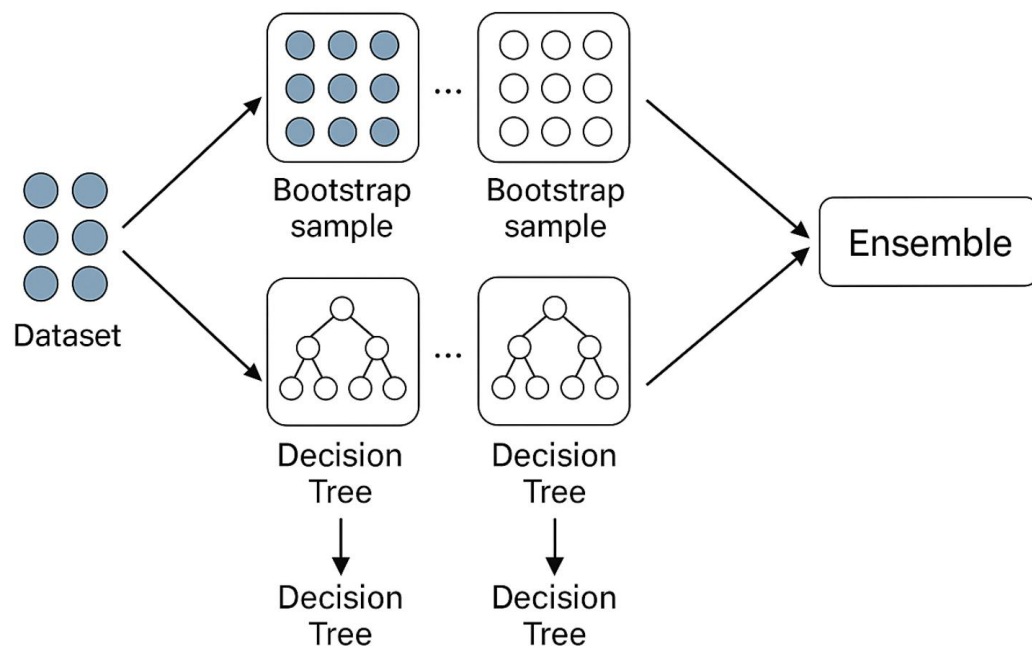 ...
Bootstrap
sample
Bootstrap
sample
Dataset
Ensemble
...
Decision
Tree
Decision
Tree
Decision
Tree
Decision
Tree